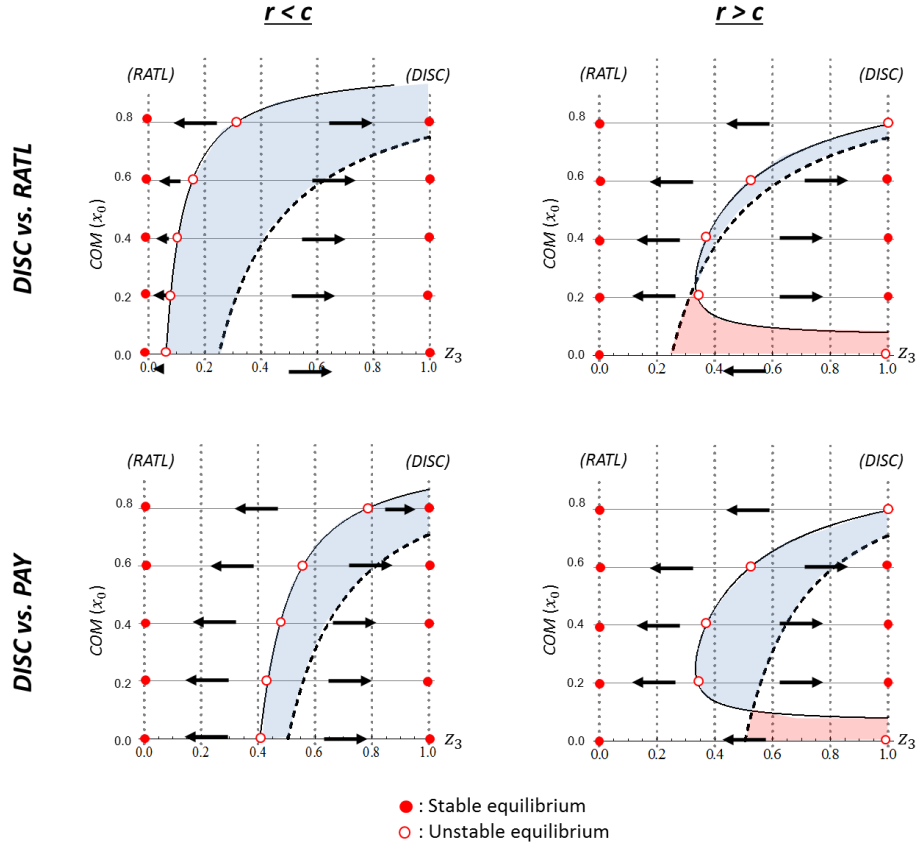 r < c
r > c
DISC vs. RATL
(RATL)
(DISC)
COM (x₀)
0.8
0.6
0.4
0.2
0.0
0.0 0.2 0.4 0.6 0.8 1.0
z₃
(RATL)
(DISC)
COM (x₀)
0.8
0.6
0.4
0.2
0.0
0.0 0.2 0.4 0.6 0.8 1.0
z₃
DISC vs. PAY
(RATL)
(DISC)
COM (x₀)
0.8
0.6
0.4
0.2
0.0
0.0 0.2 0.4 0.6 0.8 1.0
z₃
(RATL)
(DISC)
COM (x₀)
0.8
0.6
0.4
0.2
0.0
0.0 0.2 0.4 0.6 0.8 1.0
z₃
: Stable equilibrium
: Unstable equilibrium